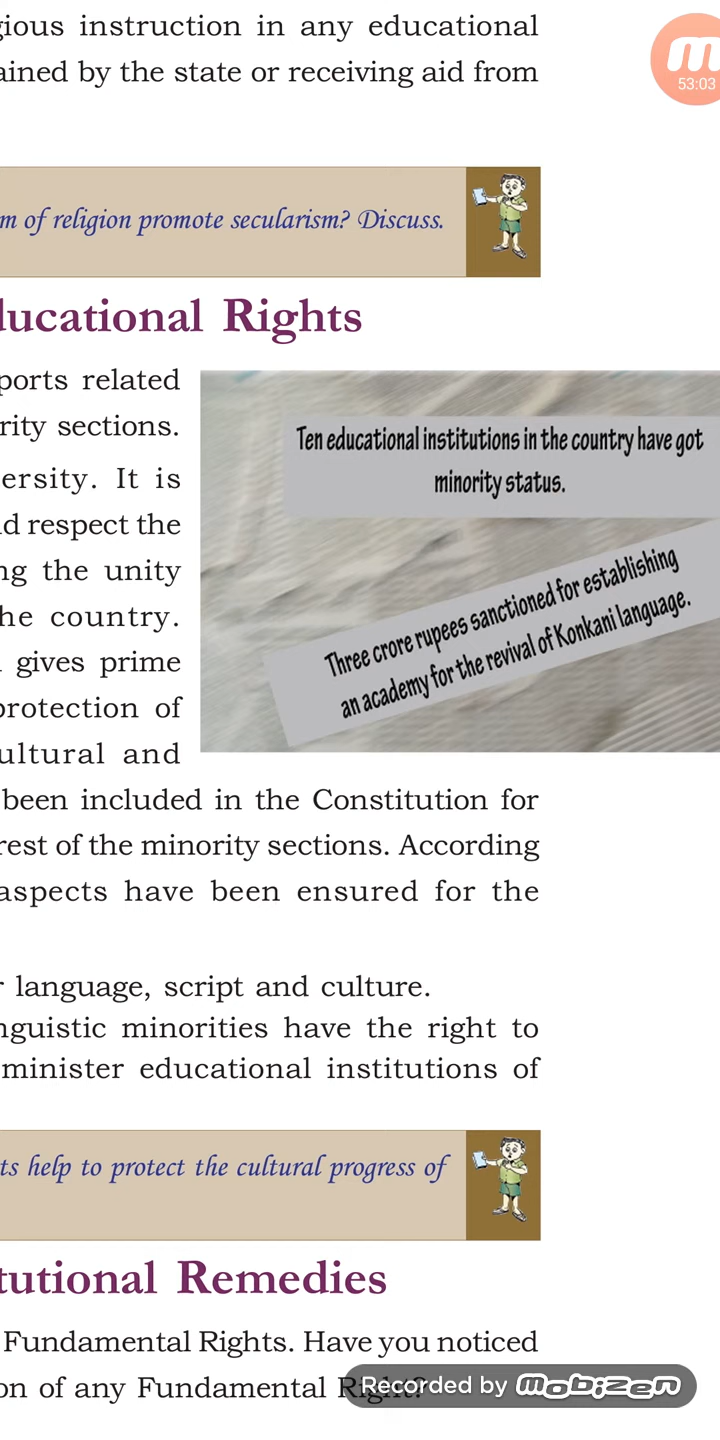 gious instruction in any educational
ained by the state or receiving aid from
53:03
m of religion promote secularism? Discuss.
ducational Rights
ports related
rity sections.
ersity. It is
d respect the
ng the unity
he country.
gives prime
protection of
ultural and
Ten educational institutions in the country have got
minority status.
Three crore rupees sanctioned for establishing
an academy for the revival of Konkani language.
been included in the Constitution for
rest of the minority sections. According
aspects have been ensured for the
r language, script and culture.
nguistic minorities have the right to
minister educational institutions of
ts help to protect the cultural progress of
tutional Remedies
Fundamental Rights. Have you noticed
on of any Fundamental Right?
Recorded by mobizen